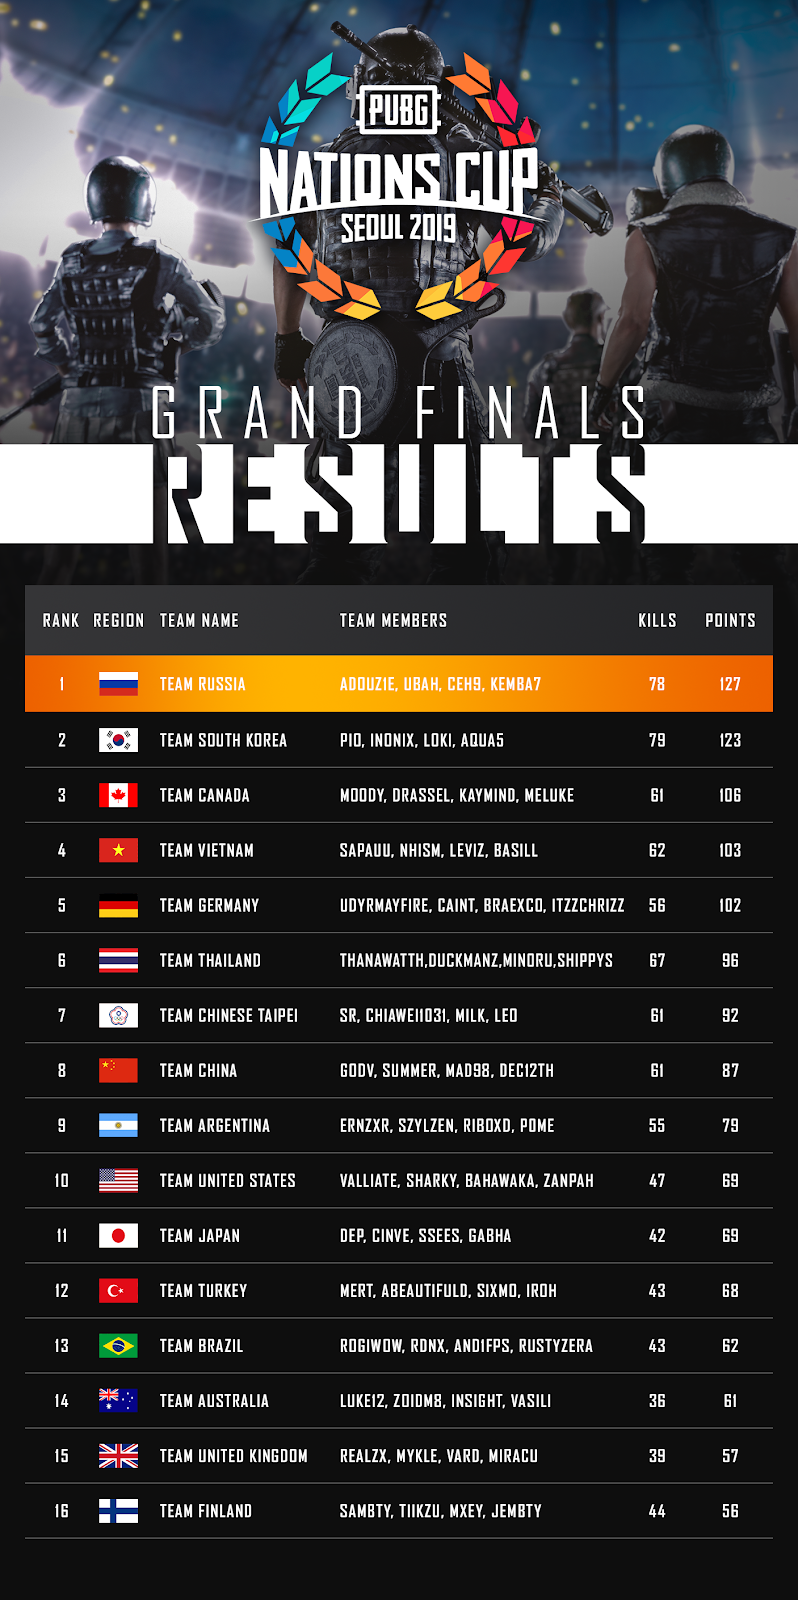 PUBG
NATIONS CUP
SEOUL 2019
GRAND FINALS
RESULTS
RANK REGION TEAM NAME TEAM MEMBERS KILLS POINTS
1 TEAM RUSSIA ADOUZ1E, UBAH, CEH9, KEMBA7 78 127
2 TEAM SOUTH KOREA PIO, INONIX, LOKI, AQUA5 79 123
3 TEAM CANADA MOODY, DRASSEL, KAYMIND, MELUKE 61 106
4 TEAM VIETNAM SAPAUU, NHISM, LEVIZ, BASILL 62 103
5 TEAM GERMANY UDYRMAYFIRE, CAINT, BRAEXCO, ITZZCHRIZZ 56 102
6 TEAM THAILAND THANAWATTH,DUCKMANZ,MINORU,SHIPPYS 67 96
7 TEAM CHINESE TAIPEI SR, CHIAWEI1031, MILK, LEO 61 92
8 TEAM CHINA GODV, SUMMER, MAD98, DEC12TH 61 87
9 TEAM ARGENTINA ERNZXR, SZYLZEN, RIBOXD, POME 55 79
10 TEAM UNITED STATES VALLIATE, SHARKY, BAHAWAKA, ZANPAH 47 69
11 TEAM JAPAN DEP, CINVE, SSEES, GABHA 42 69
12 TEAM TURKEY MERT, ABEAUTIFULD, SIXMO, IROH 43 68
13 TEAM BRAZIL ROGIWOW, RDNX, AND1FPS, RUSTYZERA 43 62
14 TEAM AUSTRALIA LUKE12, ZOIDM8, INSIGHT, VASILI 36 61
15 TEAM UNITED KINGDOM REALZX, MYKLE, VARD, MIRACU 39 57
16 TEAM FINLAND SAMBTY, TIIKZU, MXEY, JEMBTY 44 56